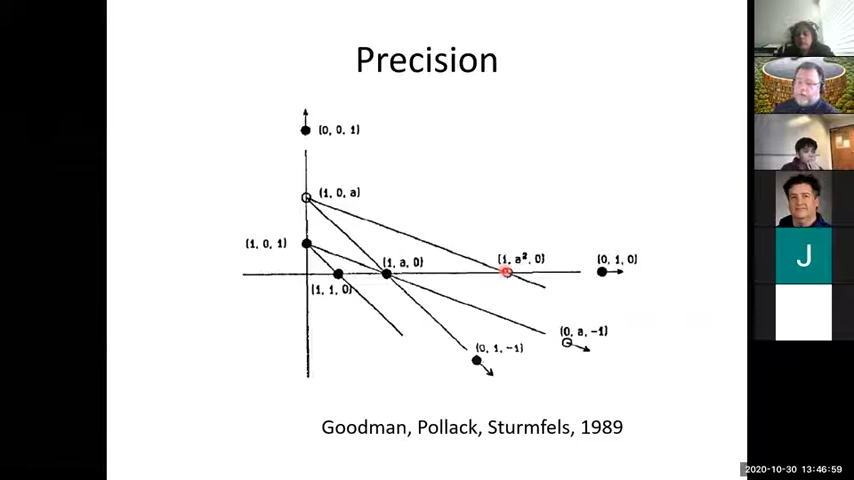 Precision
(0, 0, 1)
(1, 0, a)
(1, 0, 1)
(1, a, 0)
(1, a², 0)
(0, 1, 0)
(1, 1, 0)
(0, a, -1)
(0, 1, -1)
Goodman, Pollack, Sturmfels, 1989
J
2020-10-30 13:46:59